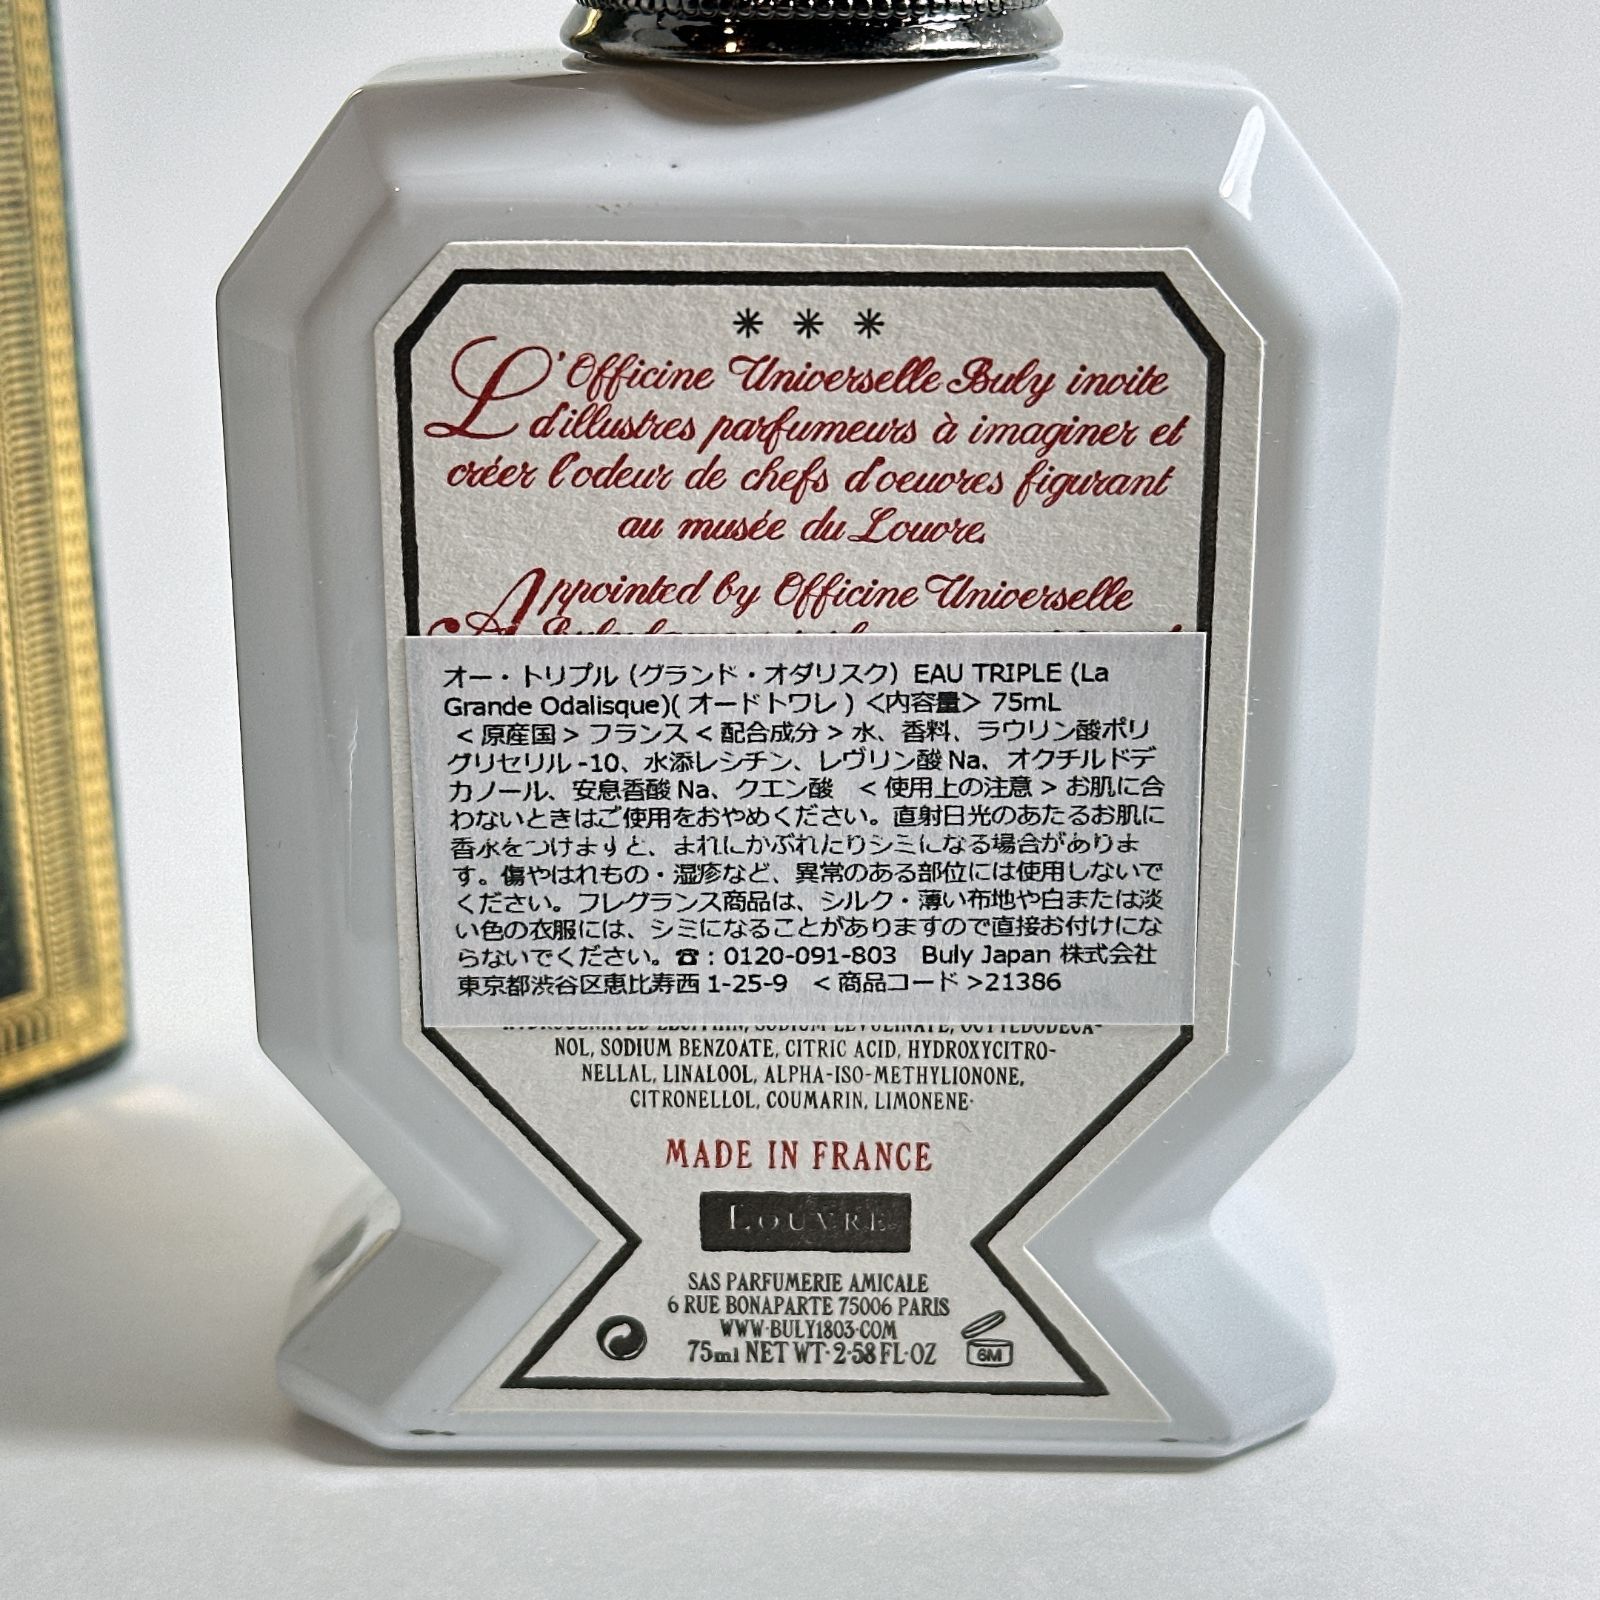 L'Officine Universelle Buly invite
d'illustres parfumeurs à imaginer et
créer l'odeur de chefs d'oeuvres figurant
au musée du Louvre.
Appointed by Officine Universelle
オー・トリプル（グランド・オダリスク）EAU TRIPLE (La
Grande Odalisque)( オードトワレ ) ＜内容量＞ 75mL
< 原産国 > フランス < 配合成分 > 水、香料、ラウリン酸ポリ
グリセリル -10、水添レシチン、レヴリン酸 Na、オクチルドデ
カノール、安息香酸 Na、クエン酸 < 使用上の注意 > お肌に合
わないときはご使用をおやめください。直射日光のあたるお肌に
香水をつけますと、まれにかぶれたりシミになる場合がありま
す。傷やはれもの・湿疹など、異常のある部位には使用しないで
ください。フレグランス商品は、シルク・薄い布地や白または淡
い色の衣服には、シミになることがありますので直接お付けにな
らないでください。☎ : 0120-091-803 Buly Japan 株式会社
東京都渋谷区恵比寿西 1-25-9 < 商品コード >21386
HYDROGENATED LECITHIN, SODIUM LEVULINATE, OCTYLDODECA-
NOL, SODIUM BENZOATE, CITRIC ACID, HYDROXYCITRO-
NELLAL, LINALOOL, ALPHA-ISO-METHYLIONONE,
CITRONELLOL, COUMARIN, LIMONENE·
MADE IN FRANCE
LOUVRE
SAS PARFUMERIE AMICALE
6 RUE BONAPARTE 75006 PARIS
WWW·BULY1803·COM
75ml NET WT· 2·58 FL·OZ
6M